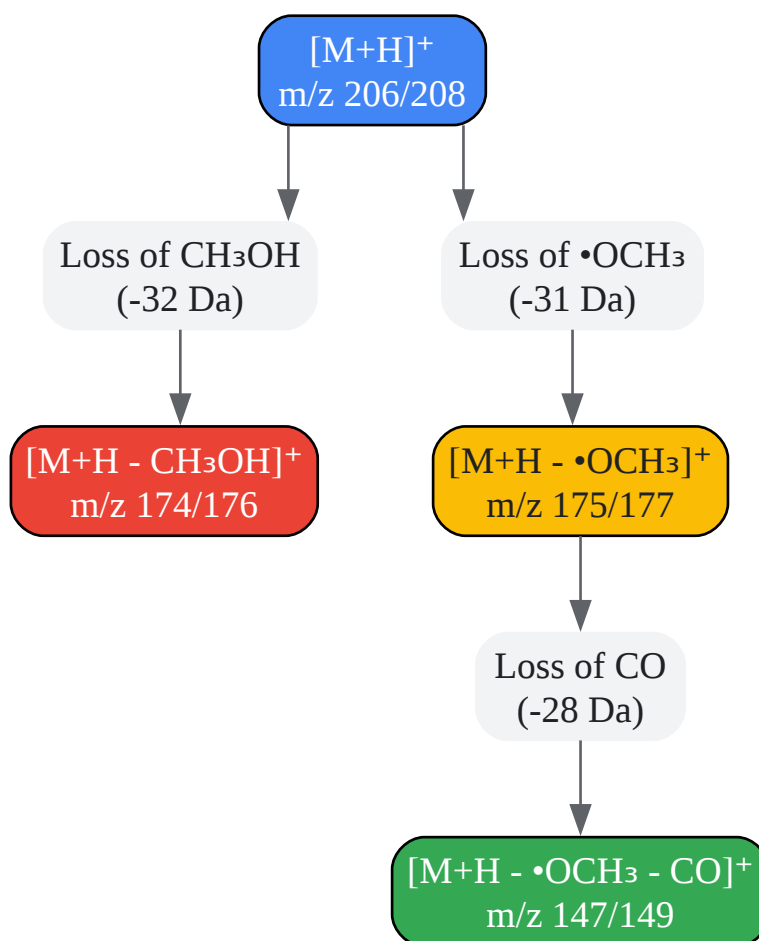 [M+H]⁺
m/z 206/208
Loss of CH₃OH
(-32 Da)
Loss of •OCH₃
(-31 Da)
[M+H - CH₃OH]⁺
m/z 174/176
[M+H - •OCH₃]⁺
m/z 175/177
Loss of CO
(-28 Da)
[M+H - •OCH₃ - CO]⁺
m/z 147/149